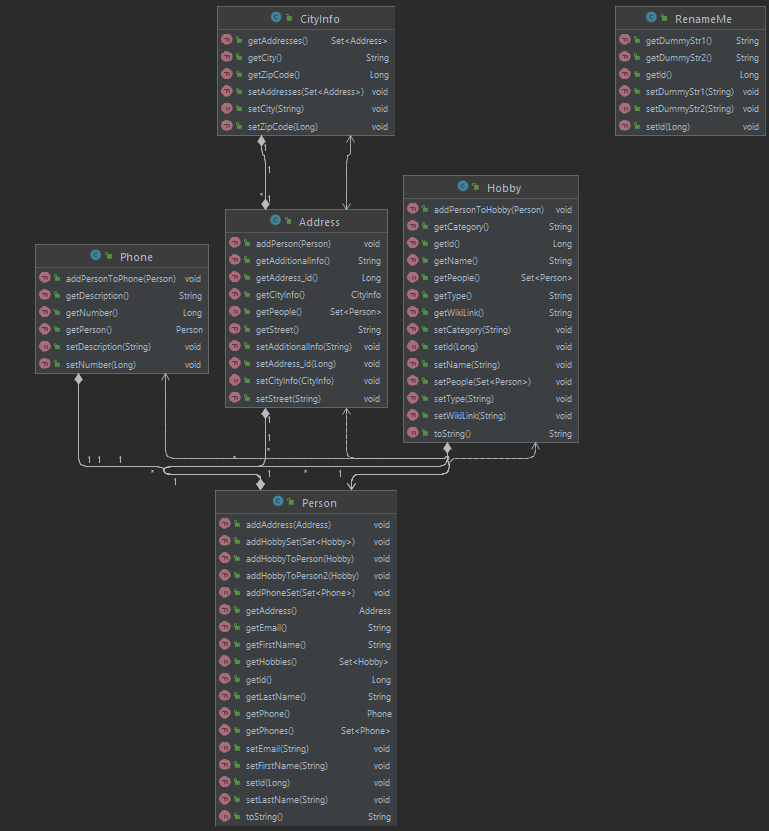 CityInfo
getAddresses() Set<Address>
getCity() String
getZipCode() Long
setAddresses(Set<Address>) void
setCity(String) void
setZipCode(Long) void
RenameMe
getDummyStr1() String
getDummyStr2() String
getId() Long
setDummyStr1(String) void
setDummyStr2(String) void
setId(Long) void
1
1
*
1
Hobby
addPersonToHobby(Person) void
getCategory() String
getId() Long
getName() String
getPeople() Set<Person>
getType() String
getWikiLink() String
setCategory(String) void
setId(Long) void
setName(String) void
setPeople(Set<Person>) void
setType(String) void
setWikiLink(String) void
toString() String
Address
addPerson(Person) void
getAdditionalInfo() String
getAddress_id() Long
getCityInfo() CityInfo
getPeople() Set<Person>
getStreet() String
setAdditionalInfo(String) void
setAddress_id(Long) void
setCityInfo(CityInfo) void
setStreet(String) void
Phone
addPersonToPhone(Person) void
getDescription() String
getNumber() Long
getPerson() Person
setDescription(String) void
setNumber(Long) void
1
1
*
*
1 1 1
* 1 * 1
1
Person
addAddress(Address) void
addHobbySet(Set<Hobby>) void
addHobbyToPerson(Hobby) void
addHobbyToPerson2(Hobby) void
addPhoneSet(Set<Phone>) void
getAddress() Address
getEmail() String
getFirstName() String
getHobbies() Set<Hobby>
getId() Long
getLastName() String
getPhone() Phone
getPhones() Set<Phone>
setEmail(String) void
setFirstName(String) void
setId(Long) void
setLastName(String) void
toString() String